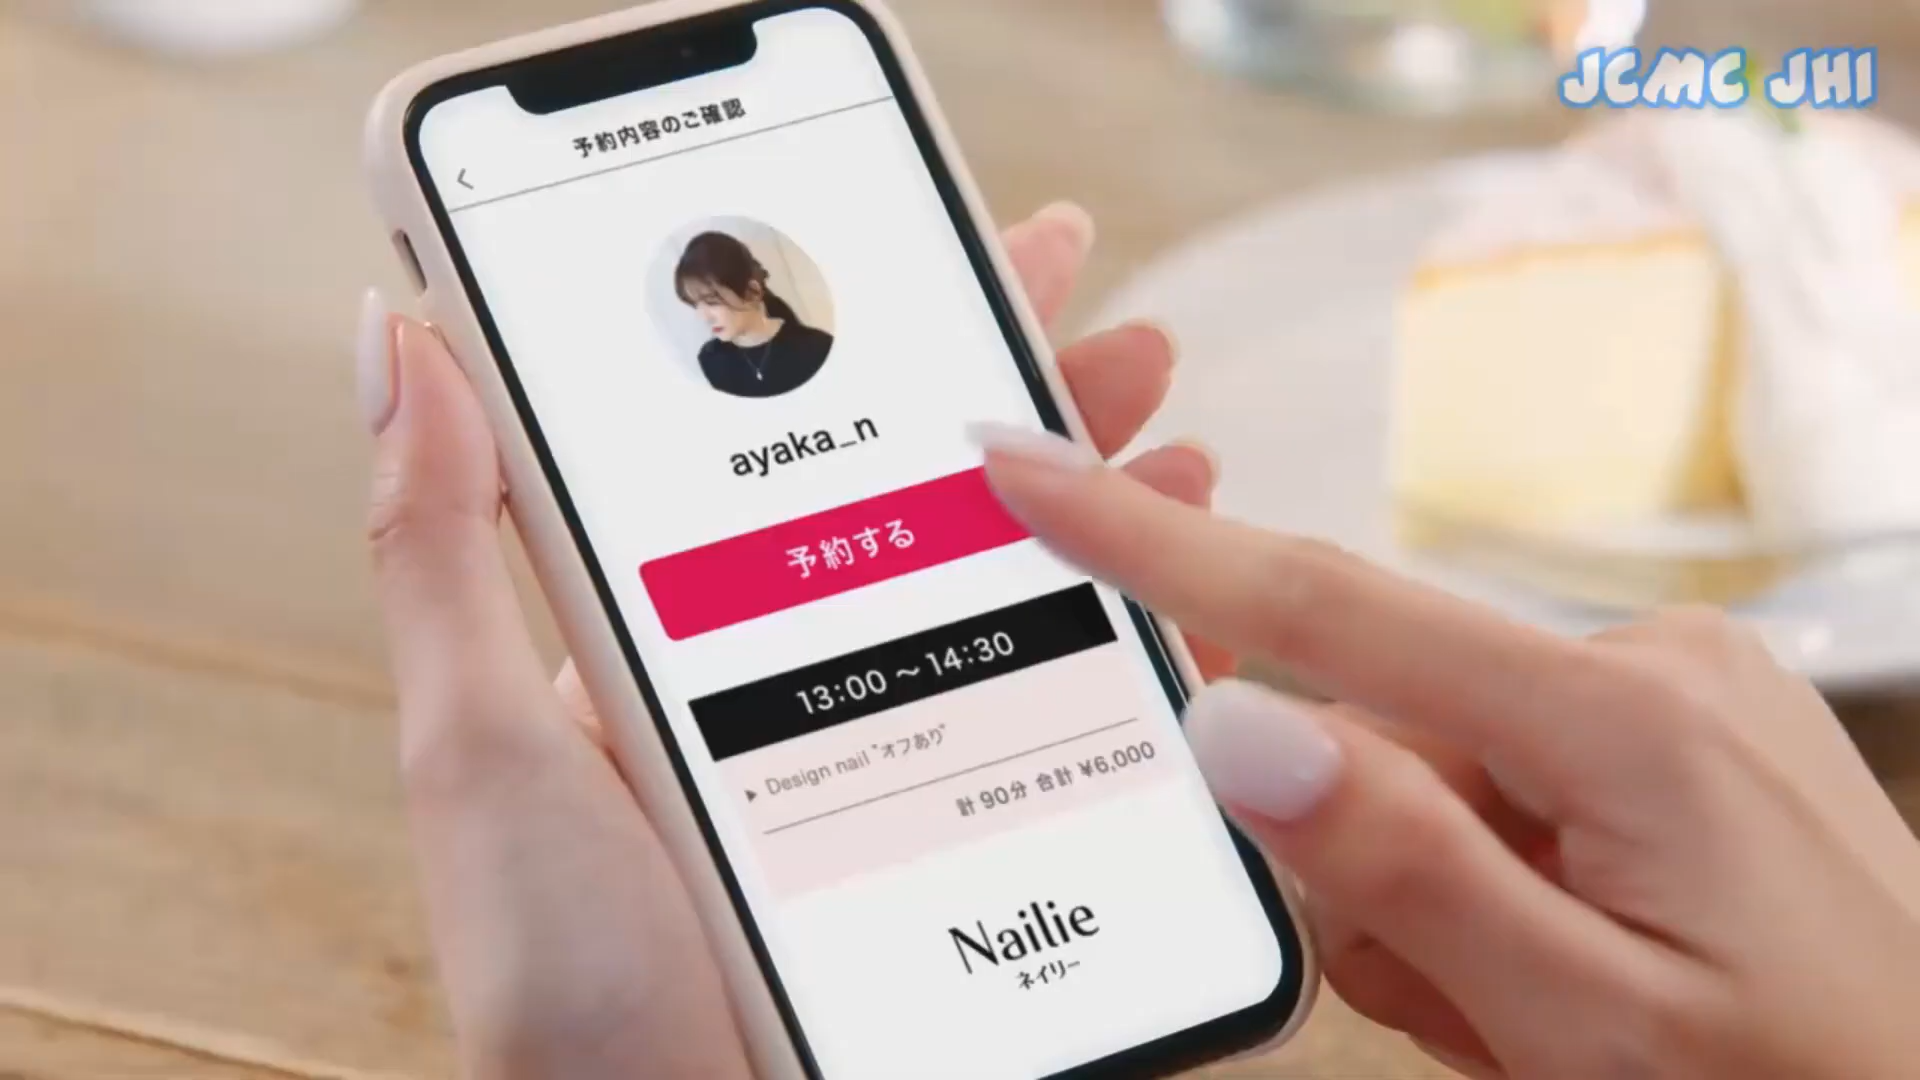 JCMC JHI
予約内容のご確認
ayaka_n
予約する
13:00 ～ 14:30
Design nail "オフあり"
計 90分 合計 ¥6,000
Nailie
ネイリー